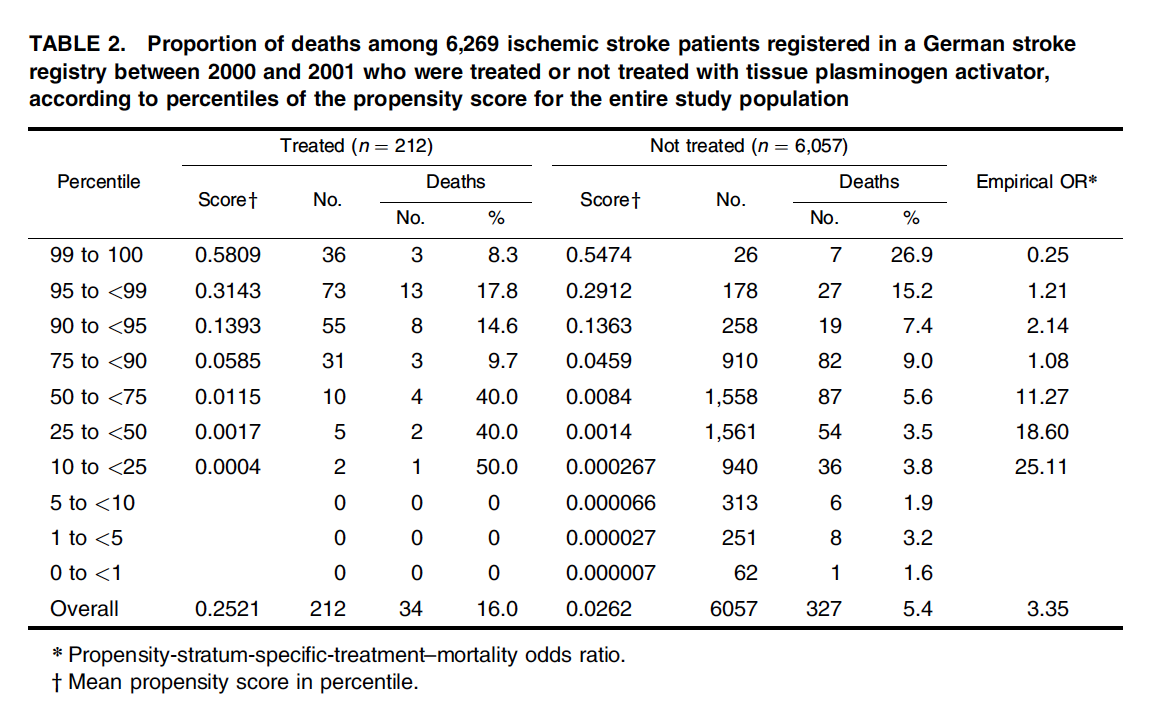 TABLE 2. Proportion of deaths among 6,269 ischemic stroke patients registered in a German stroke
registry between 2000 and 2001 who were treated or not treated with tissue plasminogen activator,
according to percentiles of the propensity score for the entire study population
Treated (n = 212) Not treated (n = 6,057)
Percentile Score† No. Deaths Score† No. Deaths Empirical OR*
No. % No. %
99 to 100 0.5809 36 3 8.3 0.5474 26 7 26.9 0.25
95 to <99 0.3143 73 13 17.8 0.2912 178 27 15.2 1.21
90 to <95 0.1393 55 8 14.6 0.1363 258 19 7.4 2.14
75 to <90 0.0585 31 3 9.7 0.0459 910 82 9.0 1.08
50 to <75 0.0115 10 4 40.0 0.0084 1,558 87 5.6 11.27
25 to <50 0.0017 5 2 40.0 0.0014 1,561 54 3.5 18.60
10 to <25 0.0004 2 1 50.0 0.000267 940 36 3.8 25.11
5 to <10 0 0 0 0.000066 313 6 1.9
1 to <5 0 0 0 0.000027 251 8 3.2
0 to <1 0 0 0 0.000007 62 1 1.6
Overall 0.2521 212 34 16.0 0.0262 6057 327 5.4 3.35
* Propensity-stratum-specific-treatment–mortality odds ratio.
† Mean propensity score in percentile.